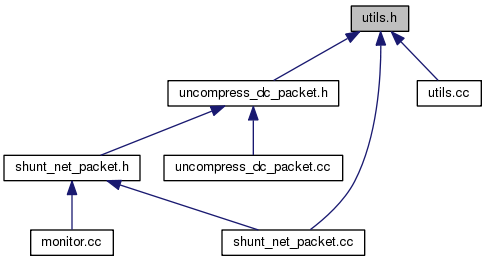 utils.h
uncompress_dc_packet.h
utils.cc
shunt_net_packet.h
uncompress_dc_packet.cc
monitor.cc
shunt_net_packet.cc